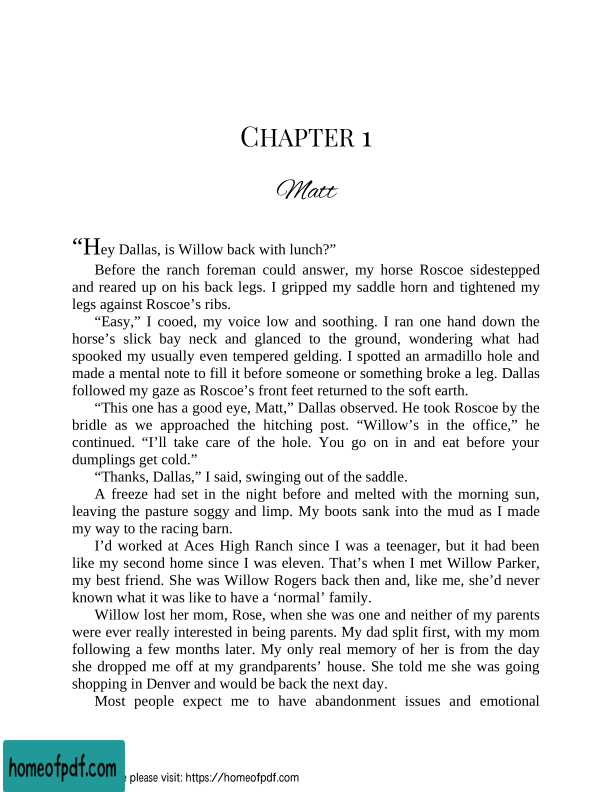 CHAPTER 1
Matt
“Hey Dallas, is Willow back with lunch?”
Before the ranch foreman could answer, my horse Roscoe sidestepped
and reared up on his back legs. I gripped my saddle horn and tightened my
legs against Roscoe’s ribs.
“Easy,” I cooed, my voice low and soothing. I ran one hand down the
horse’s slick bay neck and glanced to the ground, wondering what had
spooked my usually even tempered gelding. I spotted an armadillo hole and
made a mental note to fill it before someone or something broke a leg. Dallas
followed my gaze as Roscoe’s front feet returned to the soft earth.
“This one has a good eye, Matt,” Dallas observed. He took Roscoe by the
bridle as we approached the hitching post. “Willow’s in the office,” he
continued. “I’ll take care of the hole. You go on in and eat before your
dumplings get cold.”
“Thanks, Dallas,” I said, swinging out of the saddle.
A freeze had set in the night before and melted with the morning sun,
leaving the pasture soggy and limp. My boots sank into the mud as I made
my way to the racing barn.
I’d worked at Aces High Ranch since I was a teenager, but it had been
like my second home since I was eleven. That’s when I met Willow Parker,
my best friend. She was Willow Rogers back then and, like me, she’d never
known what it was like to have a ‘normal’ family.
Willow lost her mom, Rose, when she was one and neither of my parents
were ever really interested in being parents. My dad split first, with my mom
following a few months later. My only real memory of her is from the day
she dropped me off at my grandparents’ house. She told me she was going
shopping in Denver and would be back the next day.
Most people expect me to have abandonment issues and emotional
homeofpdf.com
please visit: https://homeofpdf.com